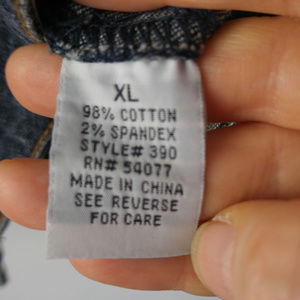 XL
98% COTTON
2% SPANDEX
STYLE# 390
RN# 54077
MADE IN CHINA
SEE REVERSE
FOR CARE